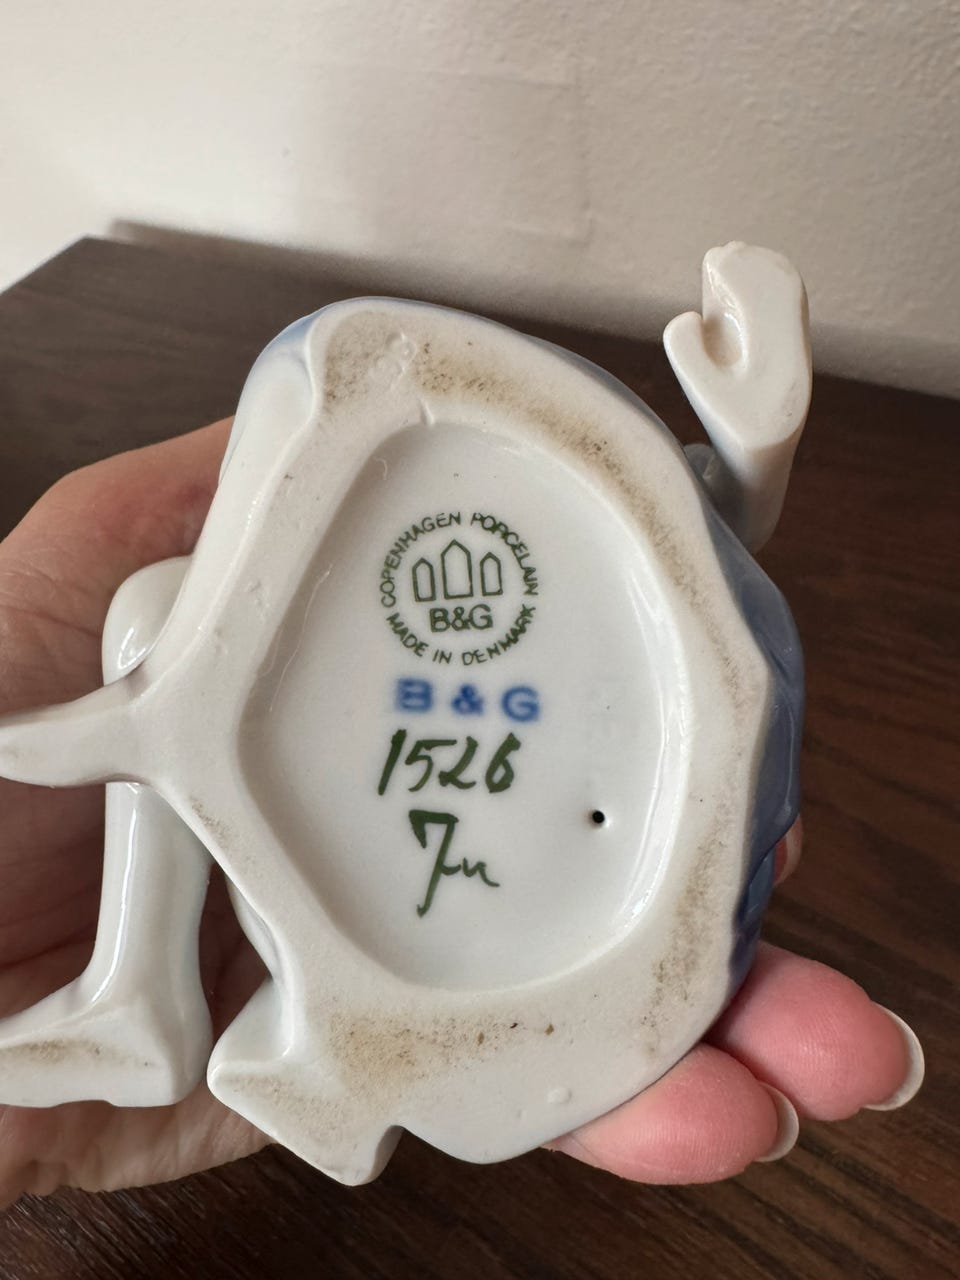 COPENHAGEN PORCELAIN
B&G
MADE IN DENMARK
B & G
1526